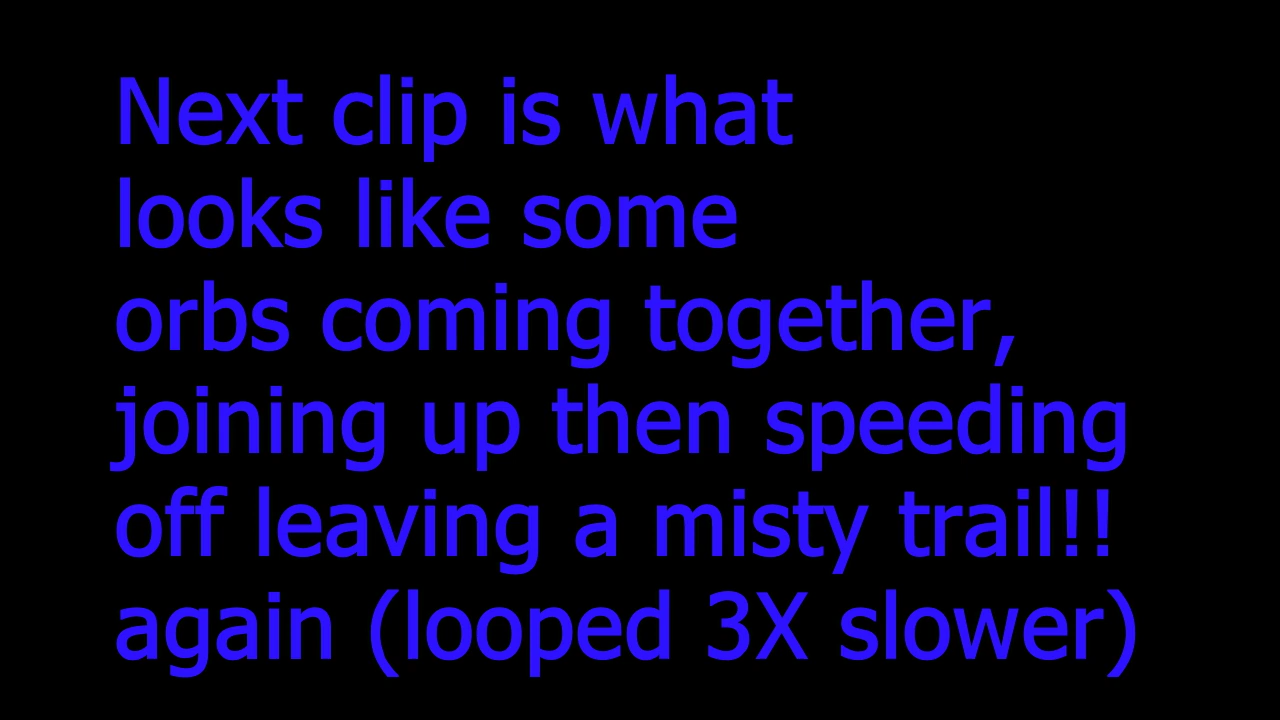 Next clip is what
looks like some
orbs coming together,
joining up then speeding
off leaving a misty trail!!
again (looped 3X slower)